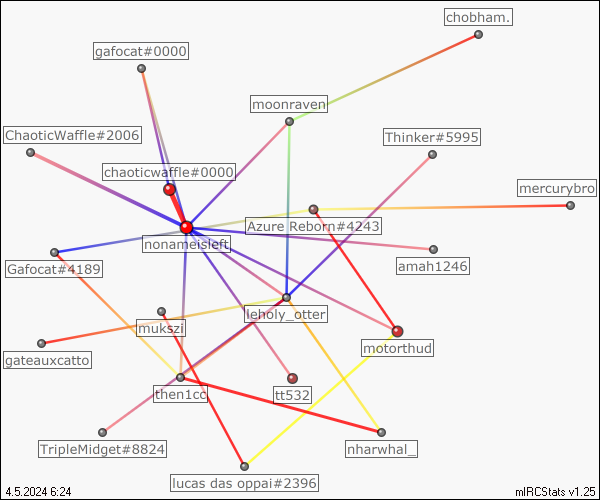 chobham.
gafocat#0000
moonraven
ChaoticWaffle#2006
Thinker#5995
chaoticwaffle#0000
mercurybro
Azure Reborn#4243
nonameisleft
Gafocat#4189
amah1246
leholy_otter
mukszi
gateauxcatto
motorthud
then1cc
tt532
TripleMidget#8824
nharwhal_
lucas das oppai#2396
4.5.2024 6:24
mIRCStats v1.25